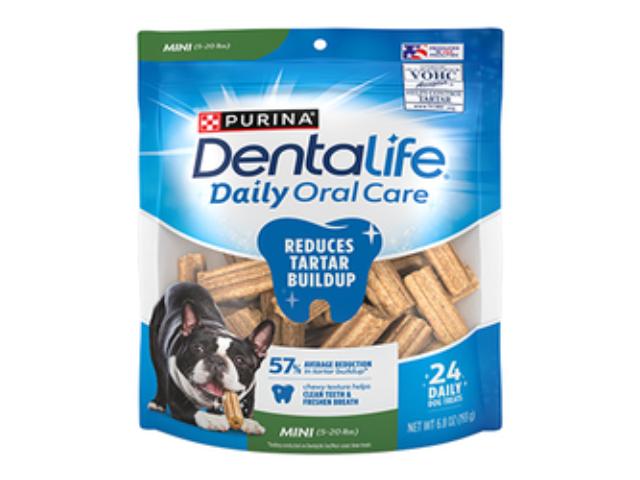 MINI (5-20 lbs)
VOHC
Accepted
TARTAR
PURINA
DentaLife
Daily Oral Care
REDUCES
TARTAR
BUILDUP
57% AVERAGE REDUCTION
in tartar buildup*
chewy texture helps
CLEAN TEETH &
FRESHEN BREATH
24
DAILY
DOG TREATS
MINI (5-20 lbs)
NET WT 6.8 OZ (193g)